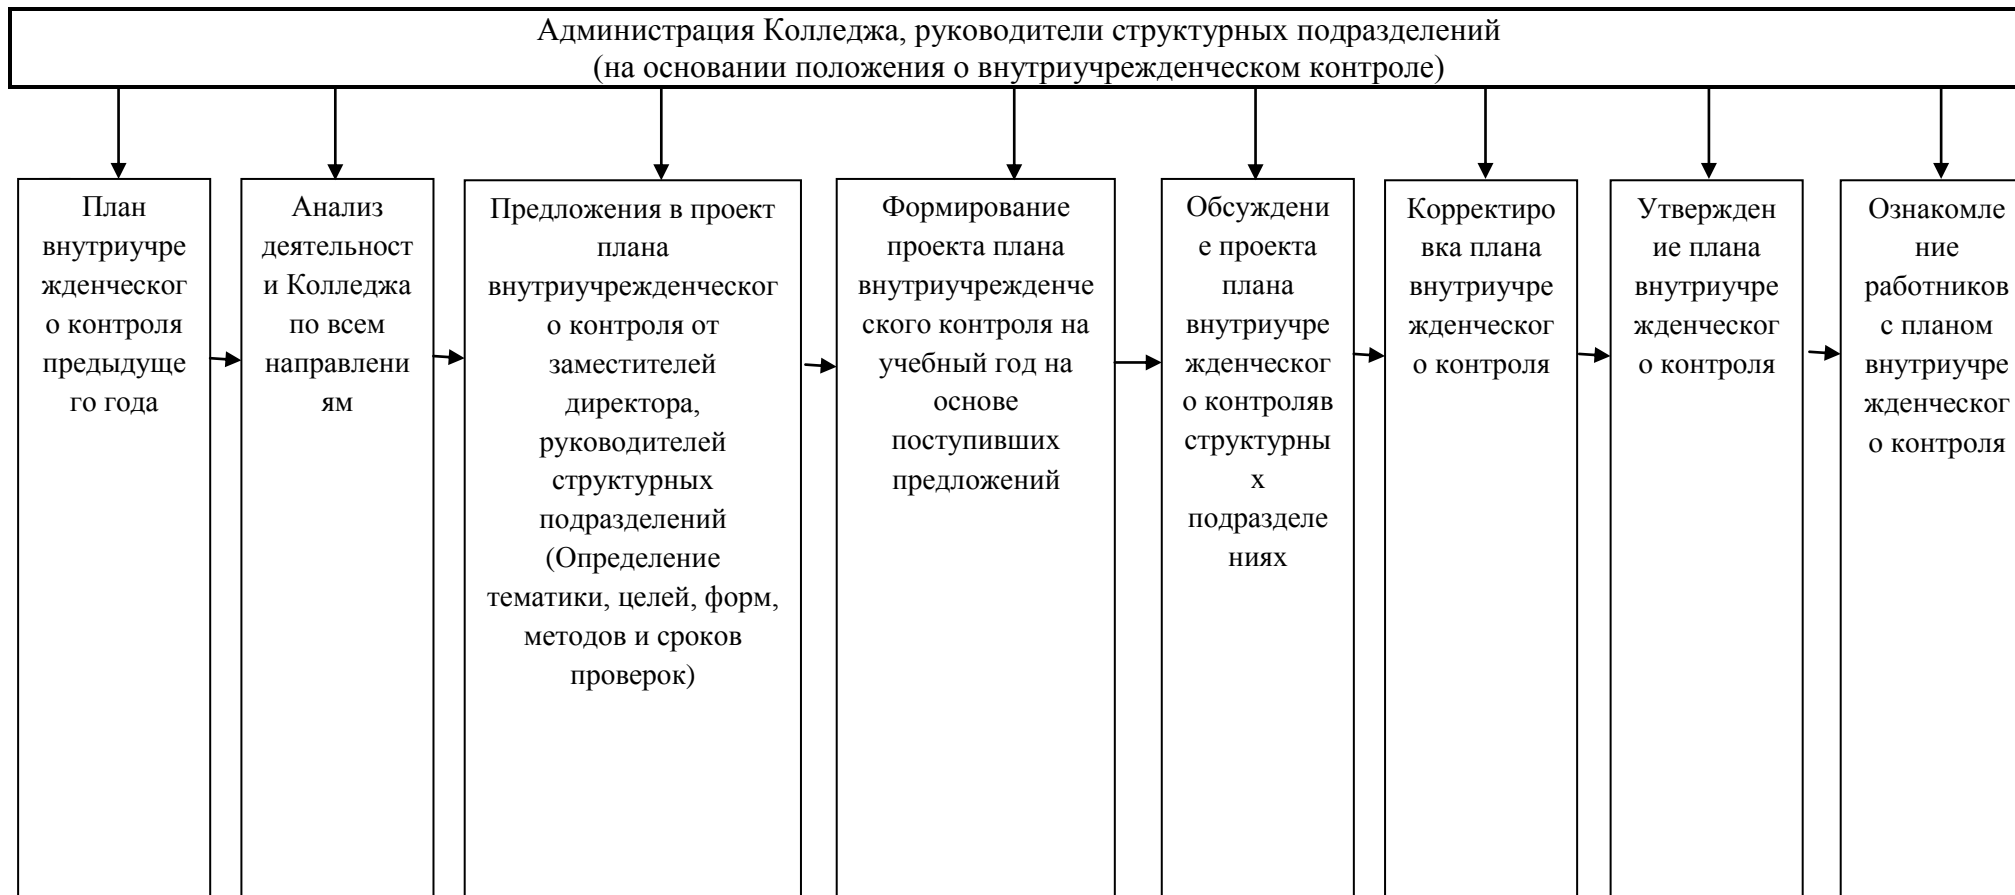 Администрация Колледжа, руководители структурных подразделений
(на основании положения о внутриучрежденческом контроле)
План
внутриучре
жденческог
о контроля
предыдуще
го года
Анализ
деятельност
и Колледжа
по всем
направлени
ям
Предложения в проект
плана
внутриучрежденческог
о контроля от
заместителей
директора,
руководителей
структурных
подразделений
(Определение
тематики, целей, форм,
методов и сроков
проверок)
Формирование
проекта плана
внутриучрежденче
ского контроля на
учебный год на
основе
поступивших
предложений
Обсуждени
е проекта
плана
внутриучре
жденческог
о контроляв
структурны
х
подразделе
ниях
Корректиро
вка плана
внутриучре
жденческог
о контроля
Утвержден
ие плана
внутриучре
жденческог
о контроля
Ознакомле
ние
работников
с планом
внутриучре
жденческог
о контроля